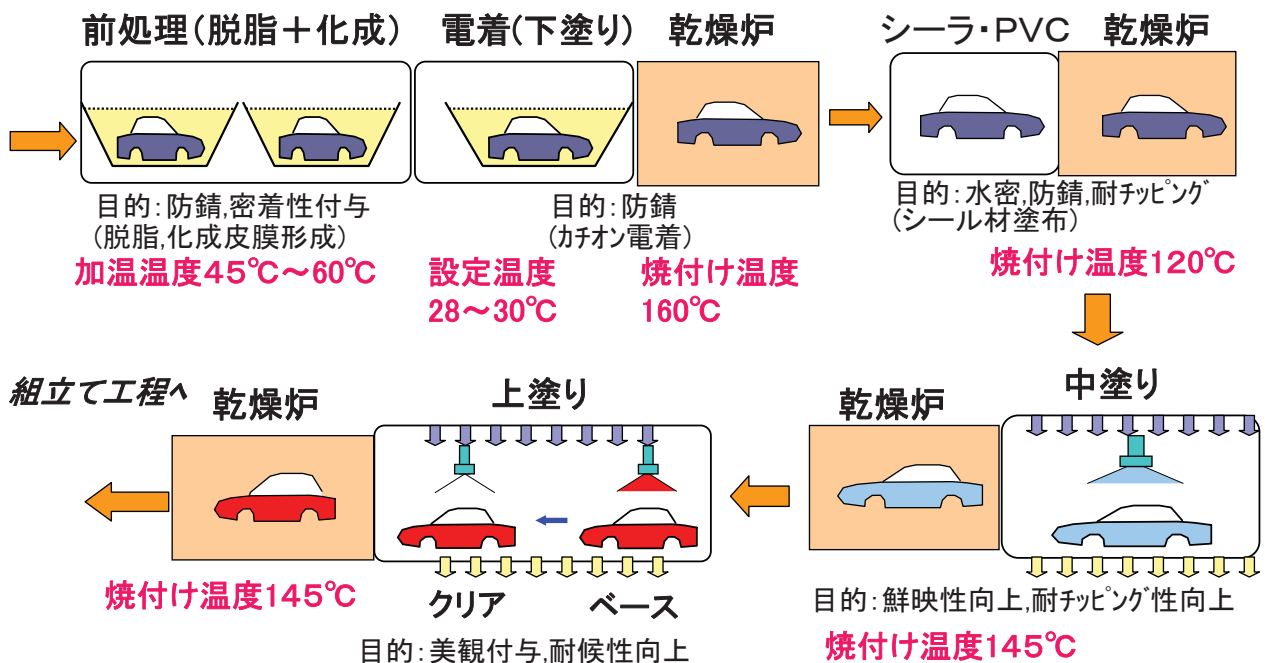 前処理(脱脂+化成)
電着(下塗り)
乾燥炉
シーラ・PVC
乾燥炉
目的:防錆,密着性付与
(脱脂,化成皮膜形成)
加温温度45℃～60℃
目的:防錆
(ｶﾁｵﾝ電着)
設定温度
28～30℃
焼付け温度
160℃
目的:水密,防錆,耐ﾁｯﾋﾟﾝｸﾞ
(シール材塗布)
焼付け温度120℃
組立て工程へ
乾燥炉
上塗り
乾燥炉
中塗り
焼付け温度145℃
クリア
ベース
目的:美観付与,耐候性向上
目的:鮮映性向上,耐ﾁｯﾋﾟﾝｸﾞ性向上
焼付け温度145℃